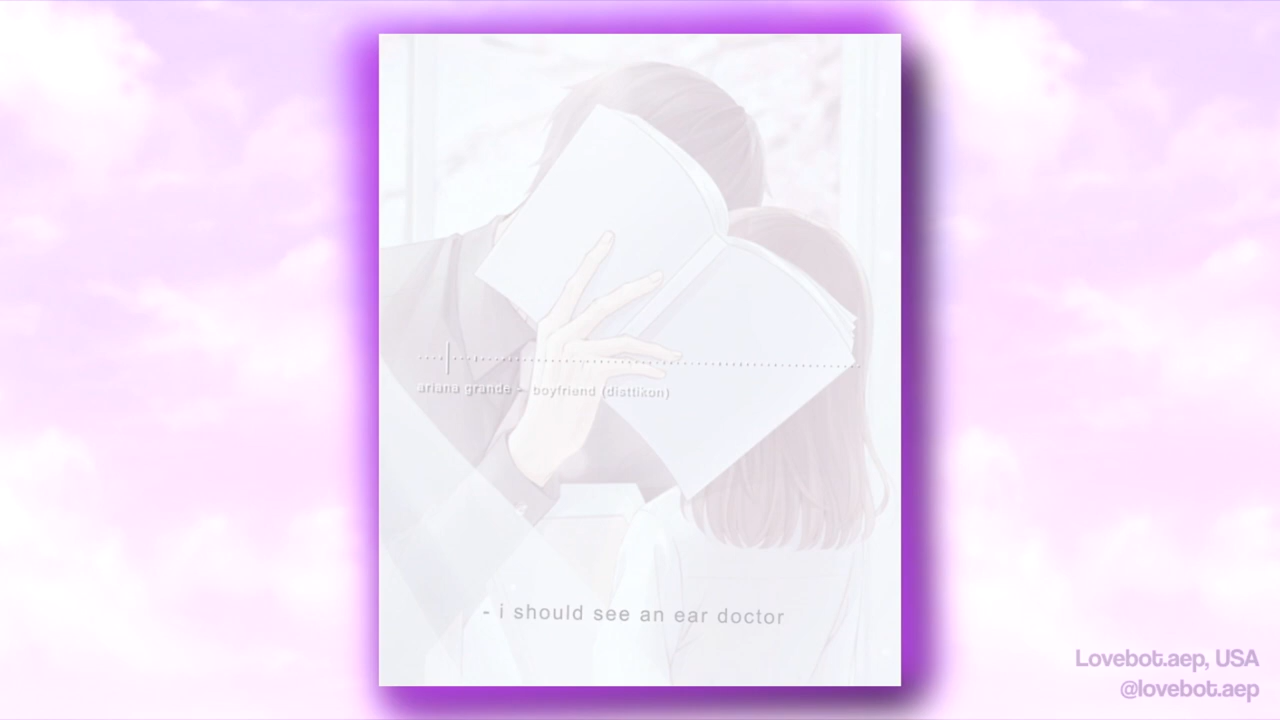 ariana grande - boyfriend (disttikon)
- i should see an ear doctor
Lovebot.aep, USA
@lovebot.aep